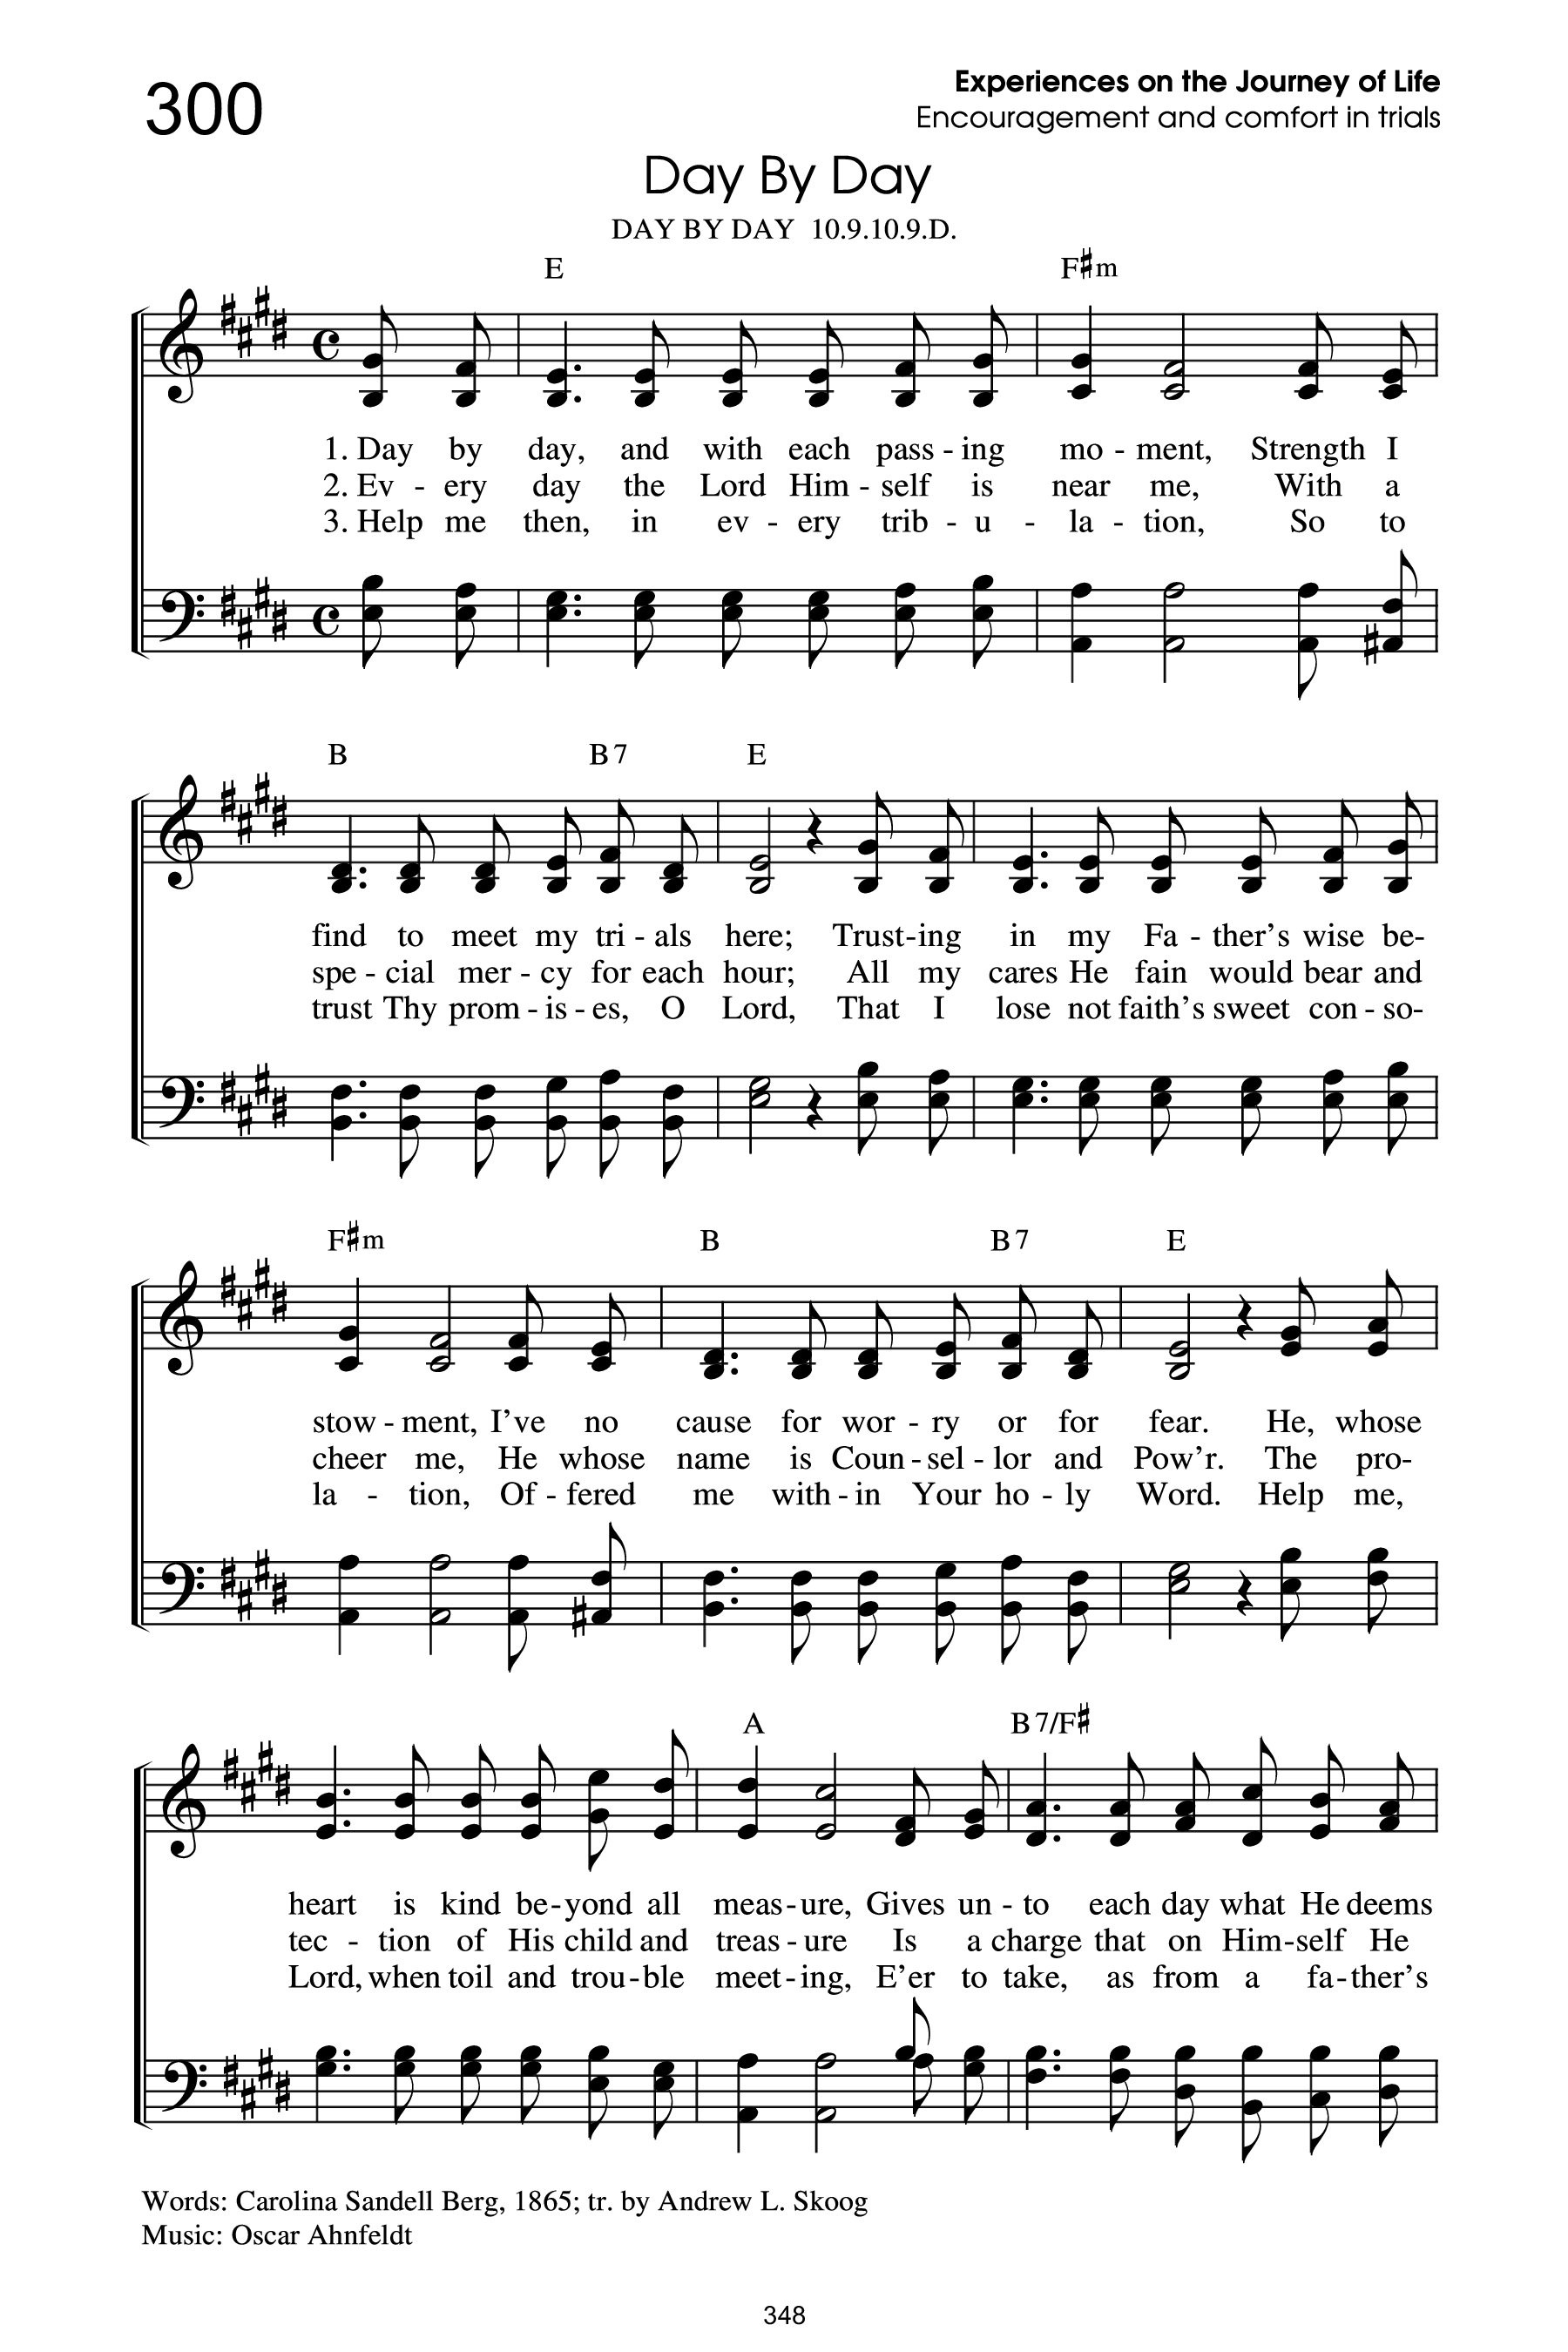 300
Experiences on the Journey of Life
Encouragement and comfort in trials
Day By Day
DAY BY DAY 10.9.10.9.D.
E F♯m
1. Day by day, and with each pass - ing mo - ment, Strength I
2. Ev - ery day the Lord Him - self is near me, With a
3. Help me then, in ev - ery trib - u - la - tion, So to
B B7 E
find to meet my tri - als here; Trust - ing in my Fa - ther's wise be-
spe - cial mer - cy for each hour; All my cares He fain would bear and
trust Thy prom - is - es, O Lord, That I lose not faith's sweet con - so-
F♯m B B7 E
stow - ment, I've no cause for wor - ry or for fear. He, whose
cheer me, He whose name is Coun - sel - lor and Pow'r. The pro-
la - tion, Of - fered me with - in Your ho - ly Word. Help me,
A B7/F♯
heart is kind be - yond all meas - ure, Gives un - to each day what He deems
tec - tion of His child and treas - ure Is a charge that on Him - self He
Lord, when toil and trou - ble meet - ing, E'er to take, as from a fa - ther's
Words: Carolina Sandell Berg, 1865; tr. by Andrew L. Skoog
Music: Oscar Ahnfeldt
348